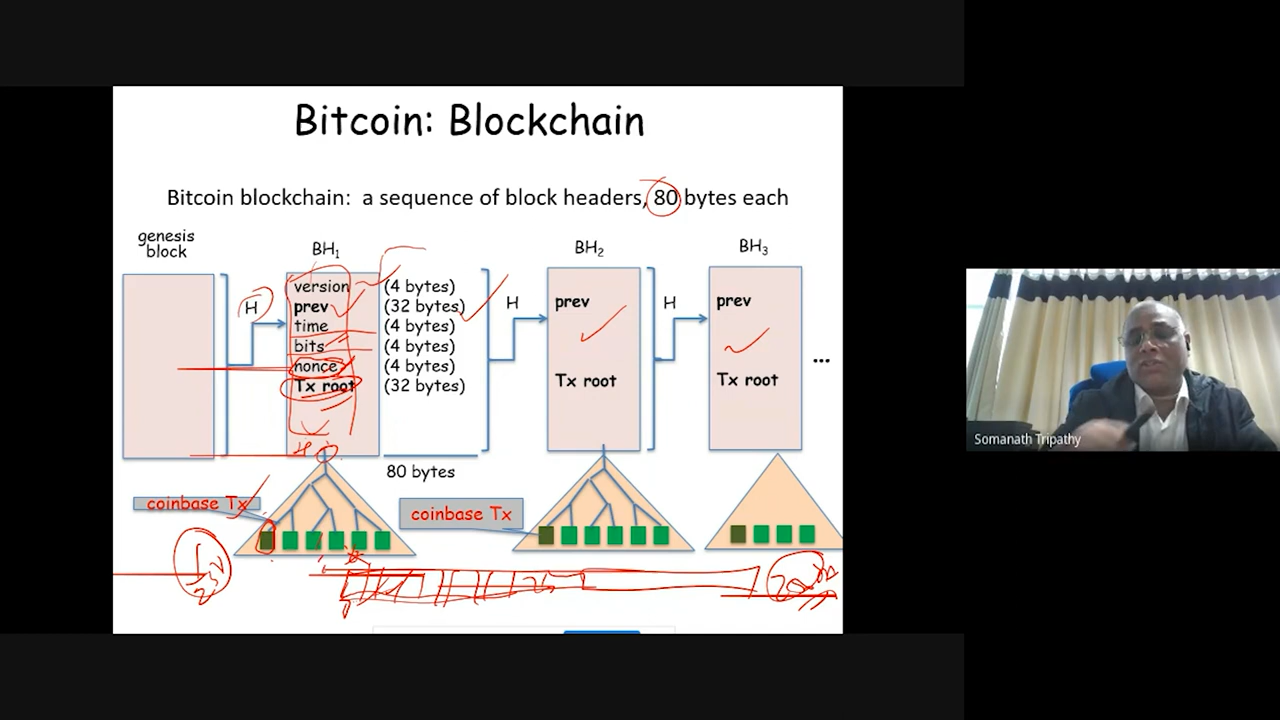 Bitcoin: Blockchain
Bitcoin blockchain: a sequence of block headers, 80 bytes each
genesis
block
BH₁
BH₂
BH₃
H
version
(4 bytes)
prev
(32 bytes)
time
(4 bytes)
bits
(4 bytes)
nonce
(4 bytes)
Tx root
(32 bytes)
H
prev
Tx root
H
prev
Tx root
...
80 bytes
coinbase Tx
coinbase Tx
Somanath Tripathy